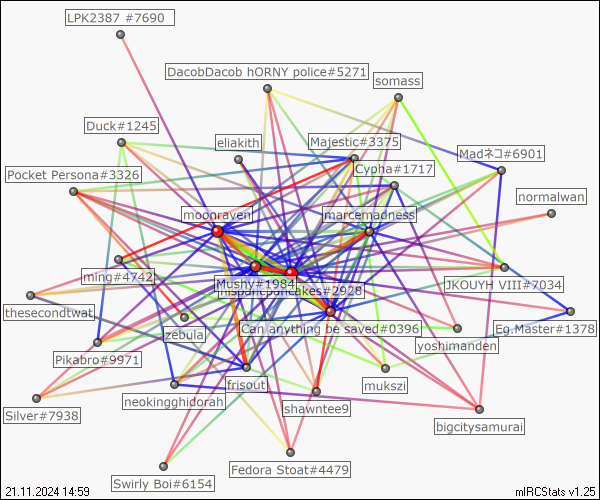 LPK2387 #7690
DacobDacob hORNY police#5271
somass
Duck#1245
eliakith
Majestic#3375
Madネコ#6901
Pocket Persona#3326
Cypha#1717
normalwan
moonraven
marcemadness
ming#4742
Mushy#1984
hispanicpancakes#2928
JKOUYH VIII#7034
thesecondtwat
zebula
Can anything be saved#0396
Eg.Master#1378
yoshimanden
Pikabro#9971
frisout
mukszi
Silver#7938
neokingghidorah
shawntee9
bigcitysamurai
Swirly Boi#6154
Fedora Stoat#4479
21.11.2024 14:59
mIRCStats v1.25